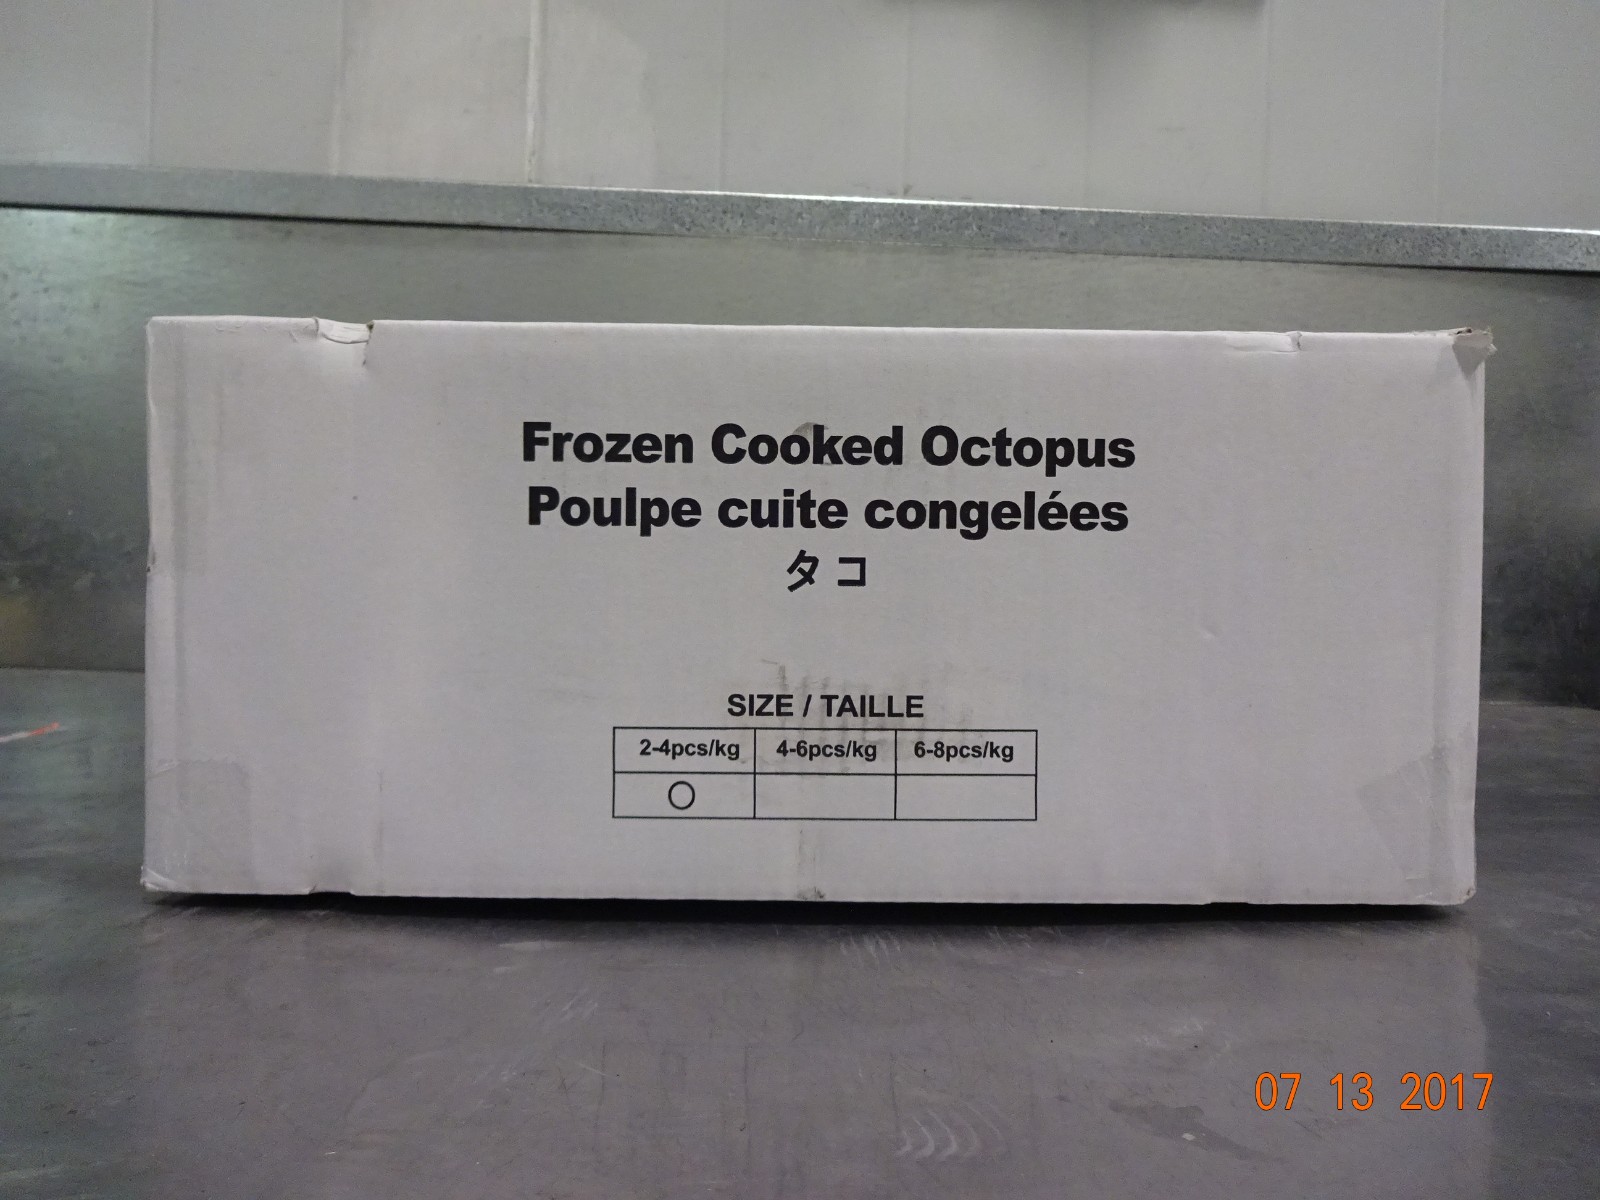 Frozen Cooked Octopus
Poulpe cuite congelées
タコ
SIZE / TAILLE
2-4pcs/kg 4-6pcs/kg 6-8pcs/kg
○
07 13 2017